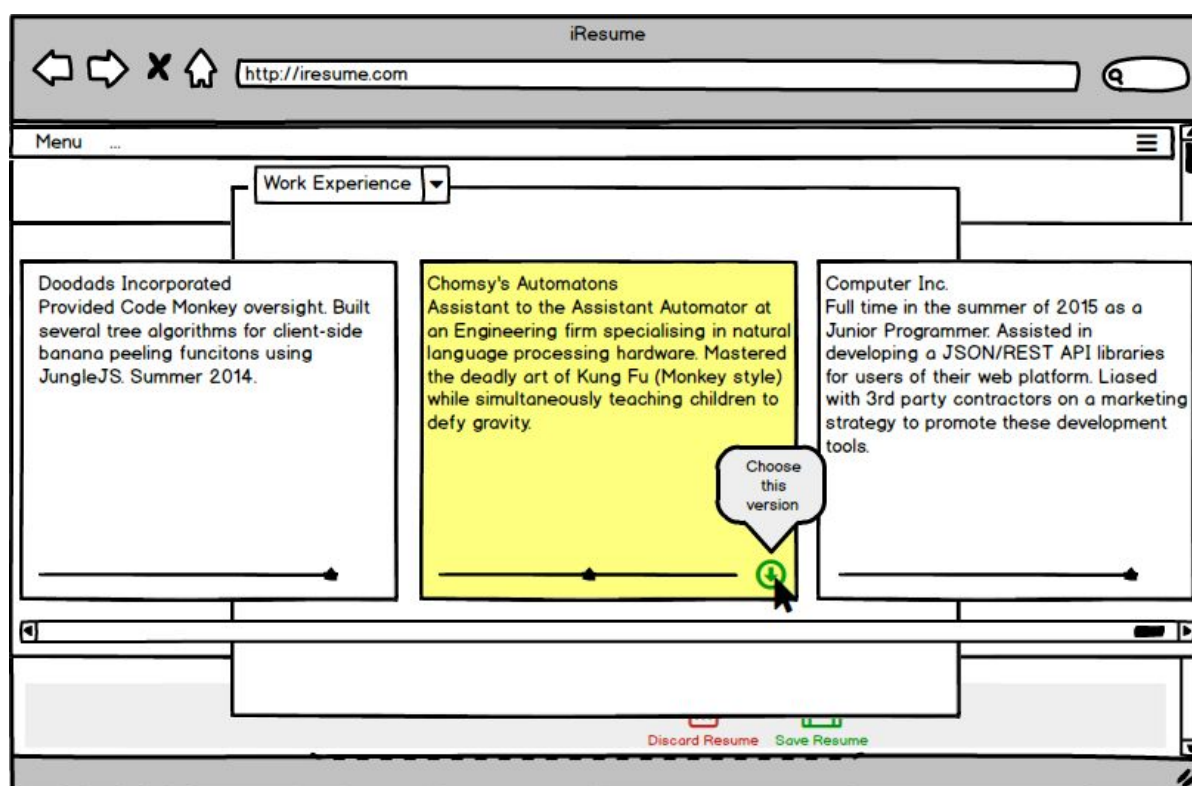 iResume
http://iresume.com
Menu ...
Work Experience
Doodads Incorporated
Provided Code Monkey oversight. Built
several tree algorithms for client-side
banana peeling funcitons using
JungleJS. Summer 2014.
Chomsy's Automatons
Assistant to the Assistant Automator at
an Engineering firm specialising in natural
language processing hardware. Mastered
the deadly art of Kung Fu (Monkey style)
while simultaneously teaching children to
defy gravity.
Choose
this
version
Computer Inc.
Full time in the summer of 2015 as a
Junior Programmer. Assisted in
developing a JSON/REST API libraries
for users of their web platform. Liased
with 3rd party contractors on a marketing
strategy to promote these development
tools.
Discard Resume Save Resume